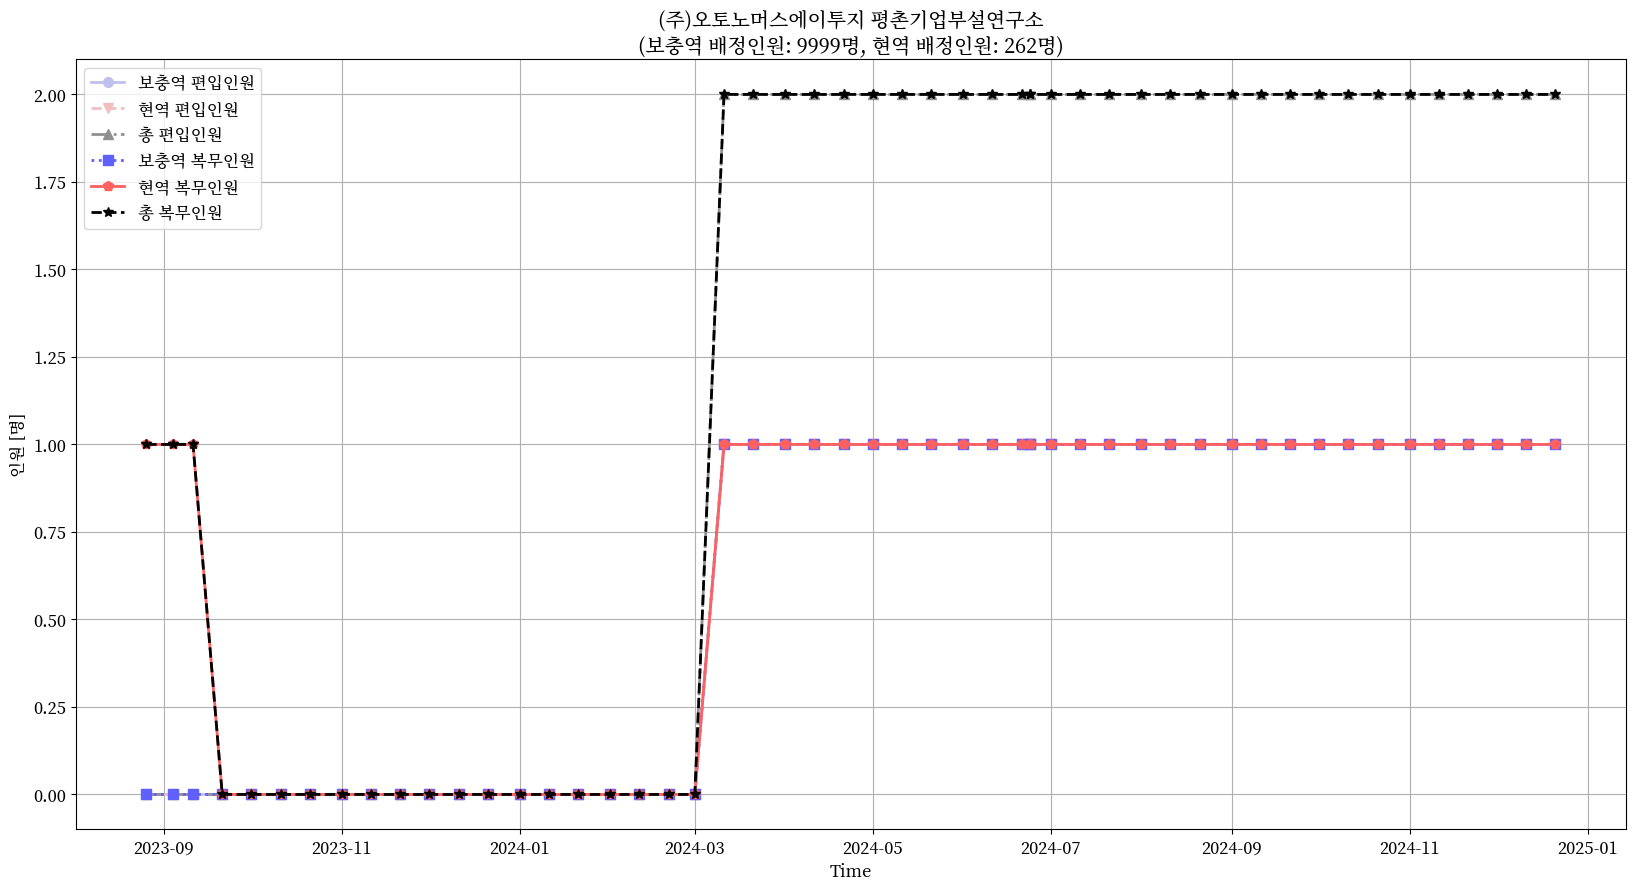 (주)오토노머스에이투지 평촌기업부설연구소
(보충역 배정인원: 9999명, 현역 배정인원: 262명)
보충역 편입인원
현역 편입인원
총 편입인원
보충역 복무인원
현역 복무인원
총 복무인원
2.00
1.75
1.50
1.25
1.00
0.75
0.50
0.25
0.00
인원 [명]
2023-09
2023-11
2024-01
2024-03
2024-05
2024-07
2024-09
2024-11
2025-01
Time